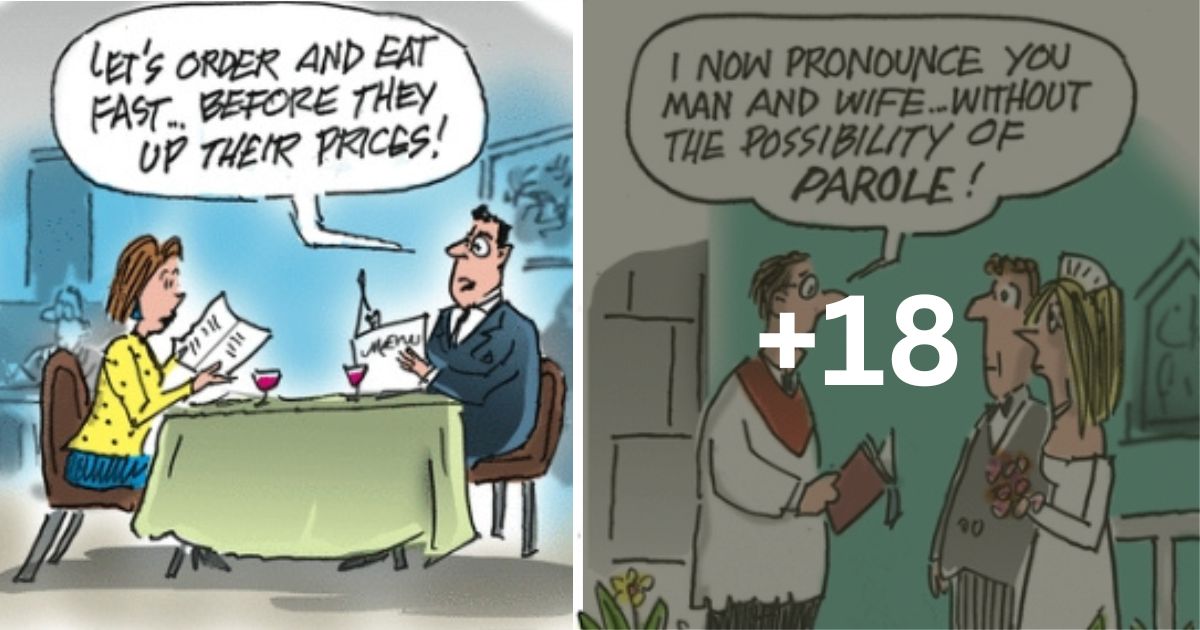 LET'S ORDER AND EAT
FAST... BEFORE THEY
UP THEIR PRICES!
MENU
I NOW PRONOUNCE YOU
MAN AND WIFE...WITHOUT
THE POSSIBILITY OF
PAROLE!
+18